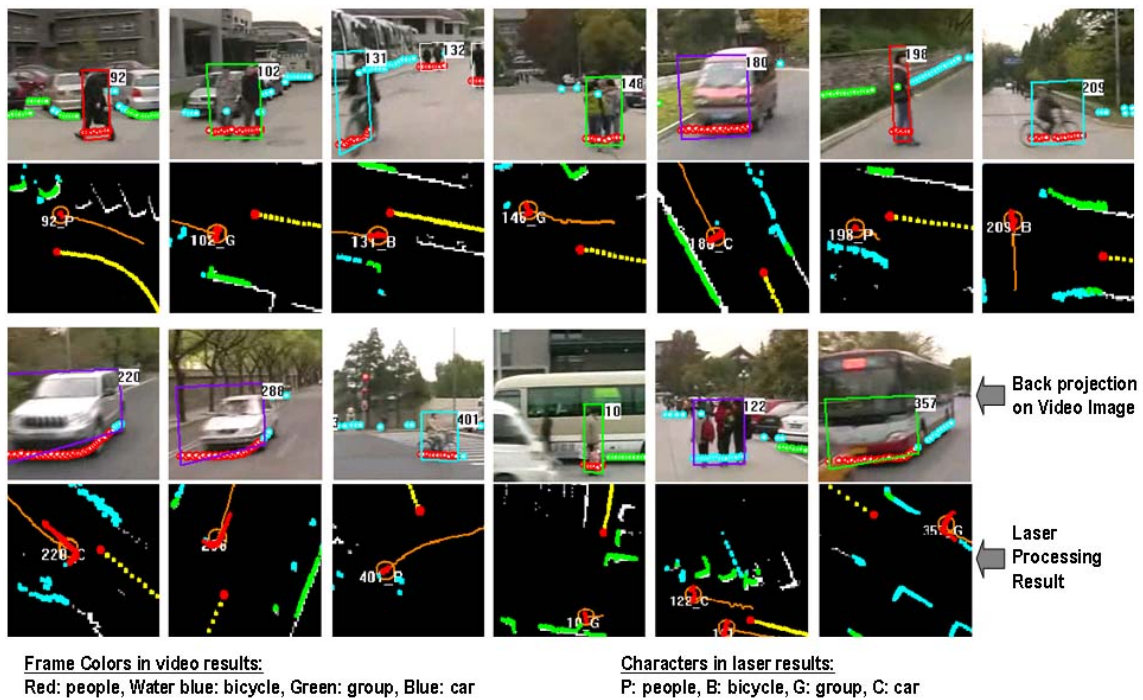 92
102
131
132
148
180
198
209
92_P
102_G
131_B
146_G
180_C
198_P
209_B
220
288
401
10
122
357
Back projection
on Video Image
220_C
401_P
10_G
122_C
357_G
Laser
Processing
Result
Frame Colors in video results:
Red: people, Water blue: bicycle, Green: group, Blue: car
Characters in laser results:
P: people, B: bicycle, G: group, C: car